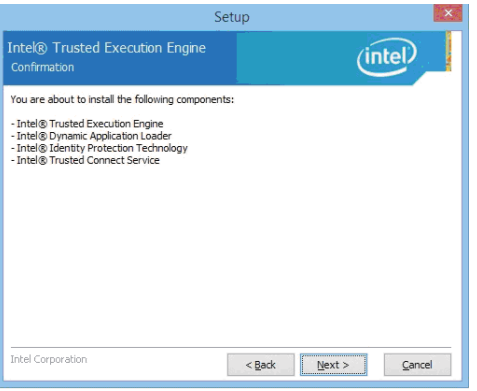 Setup
Intel® Trusted Execution Engine
Confirmation
intel®
You are about to install the following components:
- Intel® Trusted Execution Engine
- Intel® Dynamic Application Loader
- Intel® Identity Protection Technology
- Intel® Trusted Connect Service
Intel Corporation
< Back
Next >
Cancel